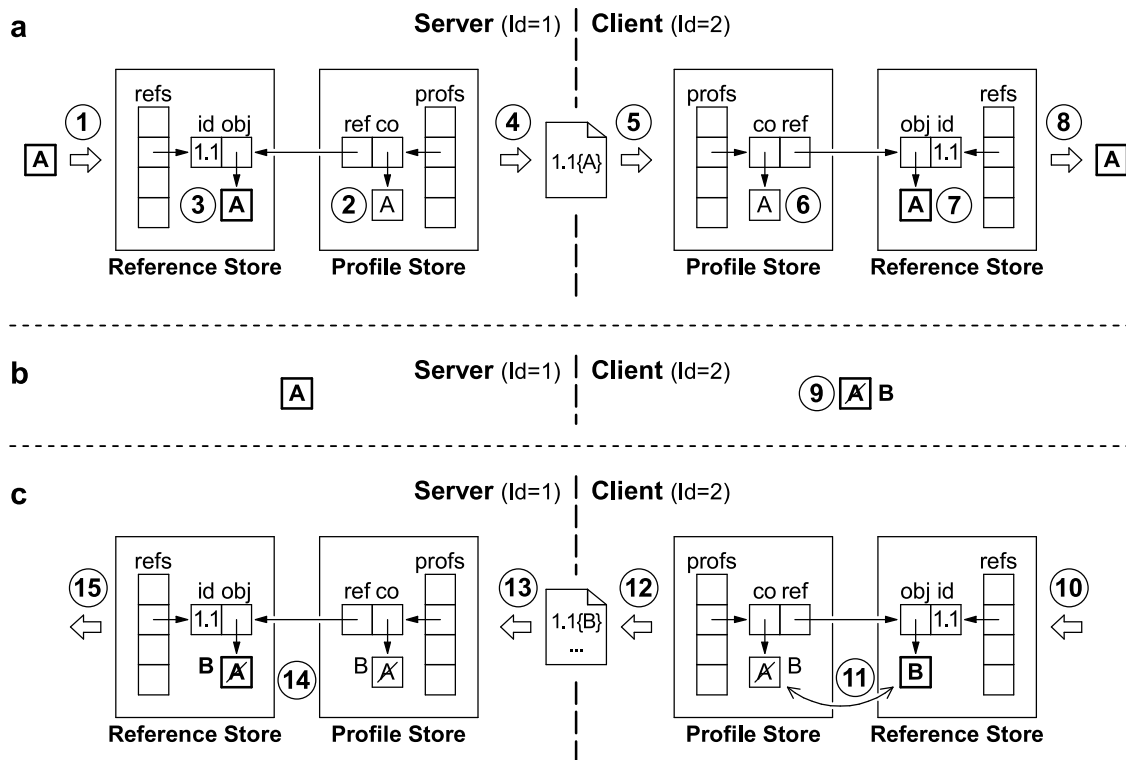 a
Server (Id=1) Client (Id=2)
refs profs profs refs
1 4 5 8
id obj ref co co ref obj id
A 1.1 1.1{A} 1.1 A
3 A 2 A A 6 A 7
Reference Store Profile Store Profile Store Reference Store
b
Server (Id=1) Client (Id=2)
A 9 A B
c
Server (Id=1) Client (Id=2)
refs profs profs refs
15 13 12 10
id obj ref co co ref obj id
1.1 1.1{B} 1.1
...
B A 14 B A A B 11 B
Reference Store Profile Store Profile Store Reference Store